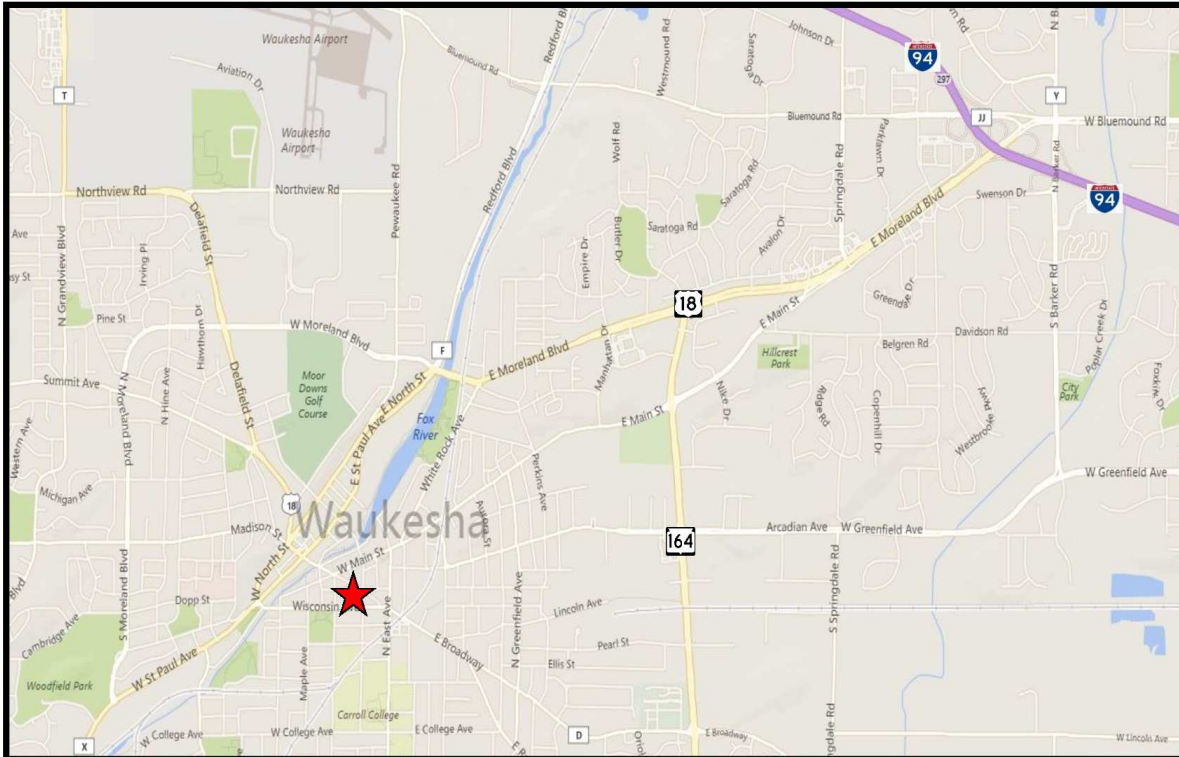 Waukesha Airport
Aviation Dr
Waukesha
Airport
T
Bluemound Rd
Redford Blvd
Westmound Rd
Saratoga Dr
Johnson Dr
94
297
Y
JJ
Bluemound Rd
W Bluemound Rd
N Barker Rd
Parklawn Dr
Springdale Rd
Wolf Rd
Redford Blvd
Pewaukee Rd
Northview Rd
Northview Rd
Delafield St
Swenson Dr
94
Saratoga Rd
Saratoga Rd
Butler Dr
Empire Dr
Avalon Dr
E Moreland Blvd
Ave
Irving Pl
N Grandview Blvd
S Barker Rd
Poplar Creek Dr
18
Pine St
Hawthorn Dr
W Moreland Blvd
F
E Moreland Blvd
Manhattan Dr
E Main St
Davidson Rd
Belgren Rd
Hillcrest
Park
Summit Ave
N Moreland Blvd
N Hine Ave
Delafield St
Moor
Downs
Golf
Course
E North St
E St Paul Ave
Fox
River
White Rock Ave
E Main St
Nike Dr
Ridge Rd
Copenhill Dr
Westbrooke Pkwy
City
Park
Western Ave
Michigan Ave
18
Waukesha
Perkins Ave
Aurora St
W Greenfield Ave
Madison St
W Main St
164
Arcadian Ave
W Greenfield Ave
W North St
Blvd
S Moreland Blvd
Dopp St
Wisconsin
N East Ave
N Greenfield Ave
Lincoln Ave
S Springdale Rd
Cambridge Ave
W St Paul Ave
Maple Ave
E Broadway
Pearl St
Ellis St
Woodfield Park
Carroll College
X
W College Ave
W College Ave
E College Ave
D
E Broadway
W Lincoln Ave